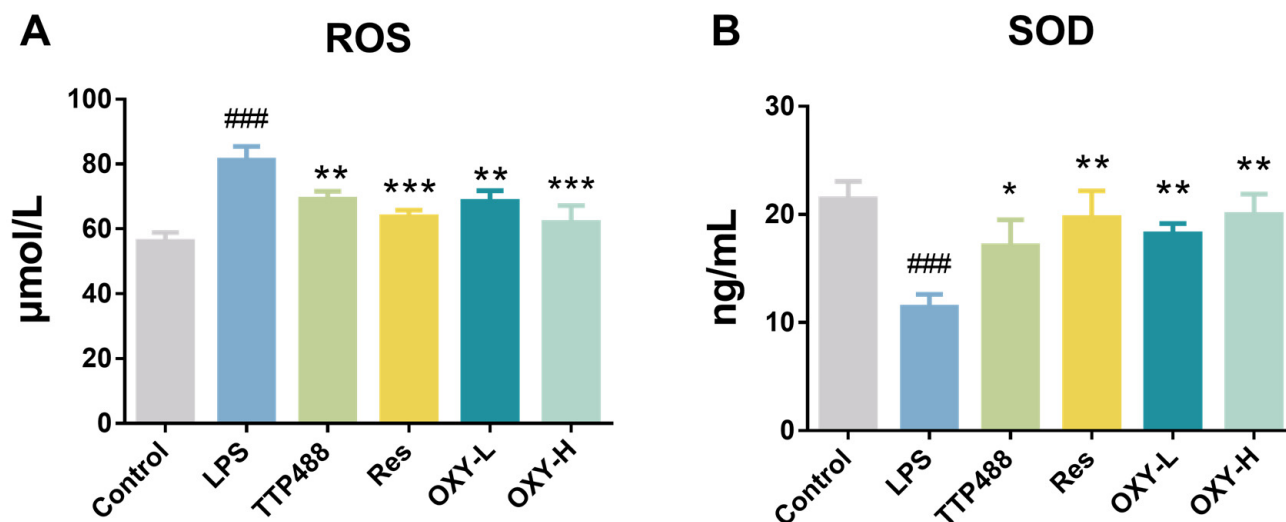 A
ROS
μmol/L
100
80
60
40
20
0
###
**
***
**
***
Control
LPS
TTP488
Res
OXY-L
OXY-H
B
SOD
ng/mL
30
20
10
0
###
*
**
**
**
Control
LPS
TTP488
Res
OXY-L
OXY-H